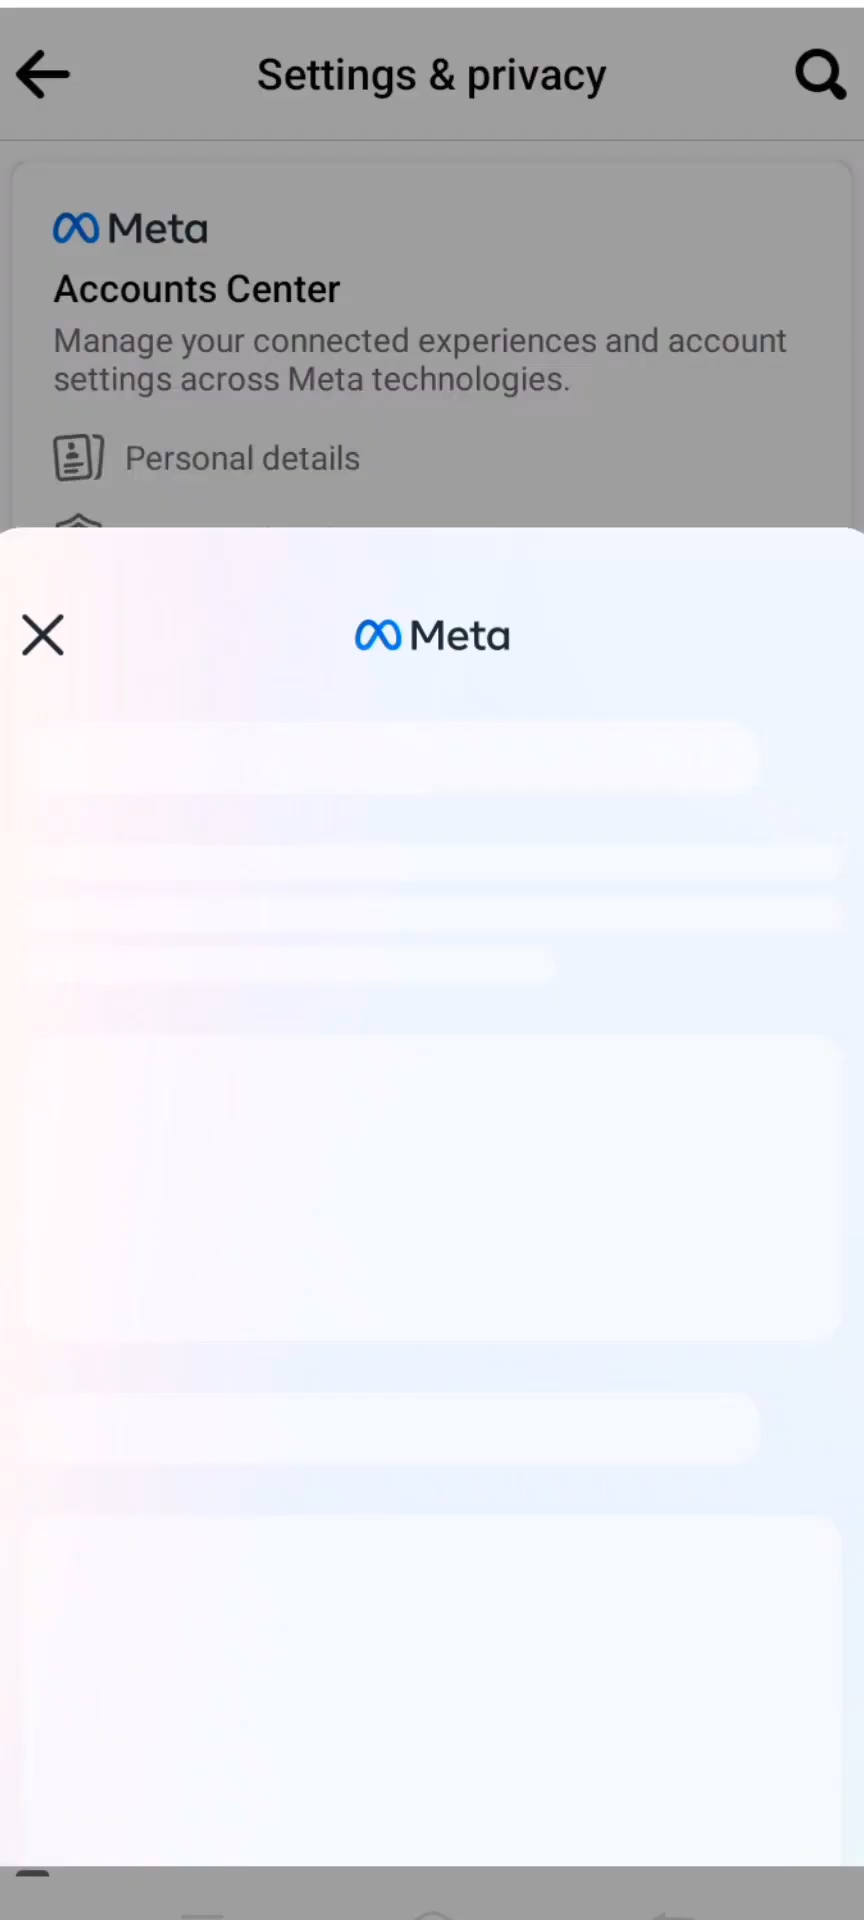 Settings & privacy
Meta
Accounts Center
Manage your connected experiences and account
settings across Meta technologies.
Personal details
Meta